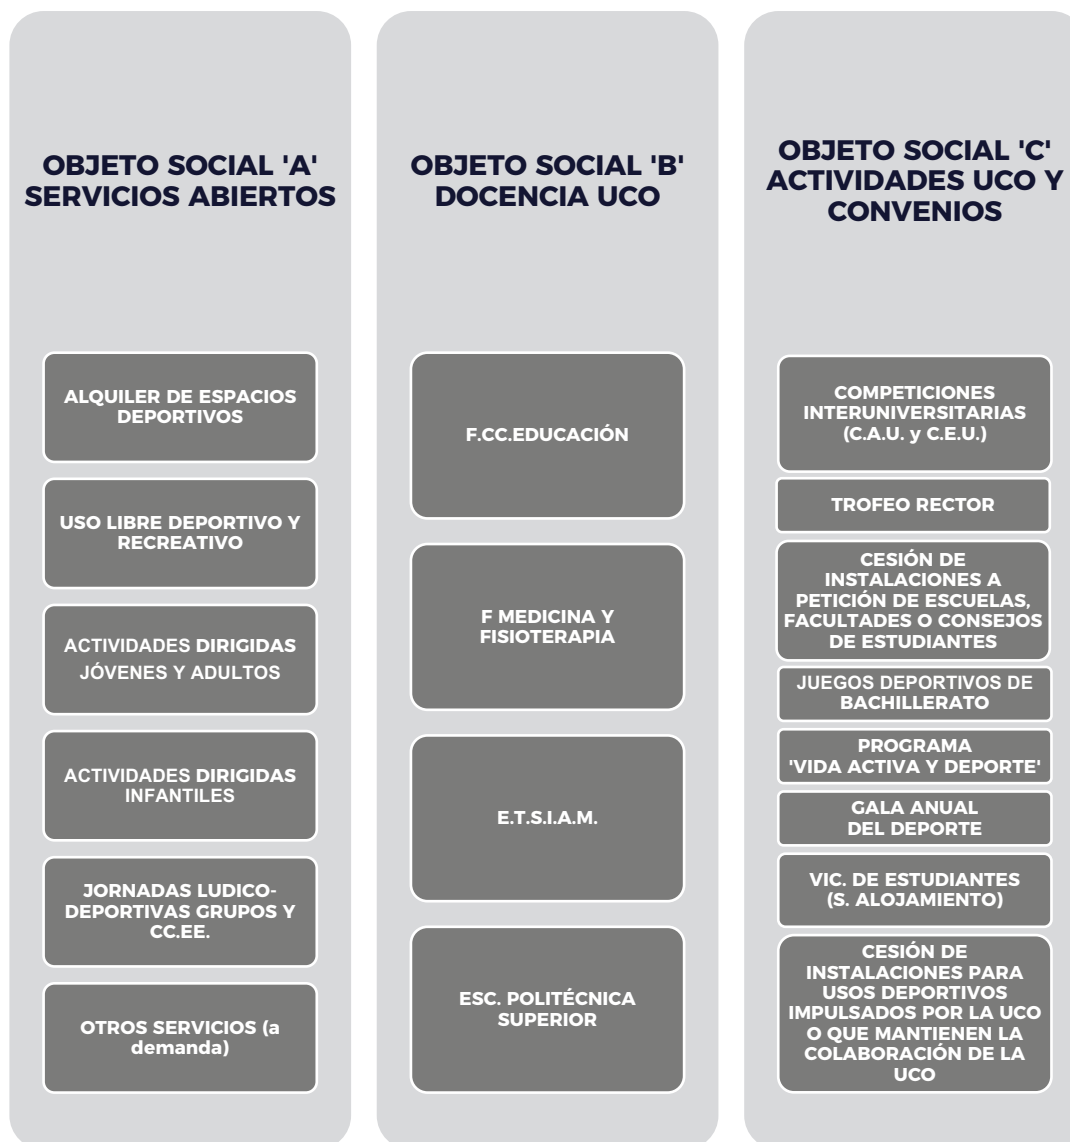 OBJETO SOCIAL 'A'
SERVICIOS ABIERTOS
ALQUILER DE ESPACIOS
DEPORTIVOS
USO LIBRE DEPORTIVO Y
RECREATIVO
ACTIVIDADES DIRIGIDAS
JÓVENES Y ADULTOS
ACTIVIDADES DIRIGIDAS
INFANTILES
JORNADAS LUDICO-
DEPORTIVAS GRUPOS Y
CC.EE.
OTROS SERVICIOS (a
demanda)
OBJETO SOCIAL 'B'
DOCENCIA UCO
F.CC.EDUCACIÓN
F MEDICINA Y
FISIOTERAPIA
E.T.S.I.A.M.
ESC. POLITÉCNICA
SUPERIOR
OBJETO SOCIAL 'C'
ACTIVIDADES UCO Y
CONVENIOS
COMPETICIONES
INTERUNIVERSITARIAS
(C.A.U. y C.E.U.)
TROFEO RECTOR
CESIÓN DE
INSTALACIONES A
PETICIÓN DE ESCUELAS,
FACULTADES O CONSEJOS
DE ESTUDIANTES
JUEGOS DEPORTIVOS DE
BACHILLERATO
PROGRAMA
'VIDA ACTIVA Y DEPORTE'
GALA ANUAL
DEL DEPORTE
VIC. DE ESTUDIANTES
(S. ALOJAMIENTO)
CESIÓN DE
INSTALACIONES PARA
USOS DEPORTIVOS
IMPULSADOS POR LA UCO
O QUE MANTIENEN LA
COLABORACIÓN DE LA
UCO